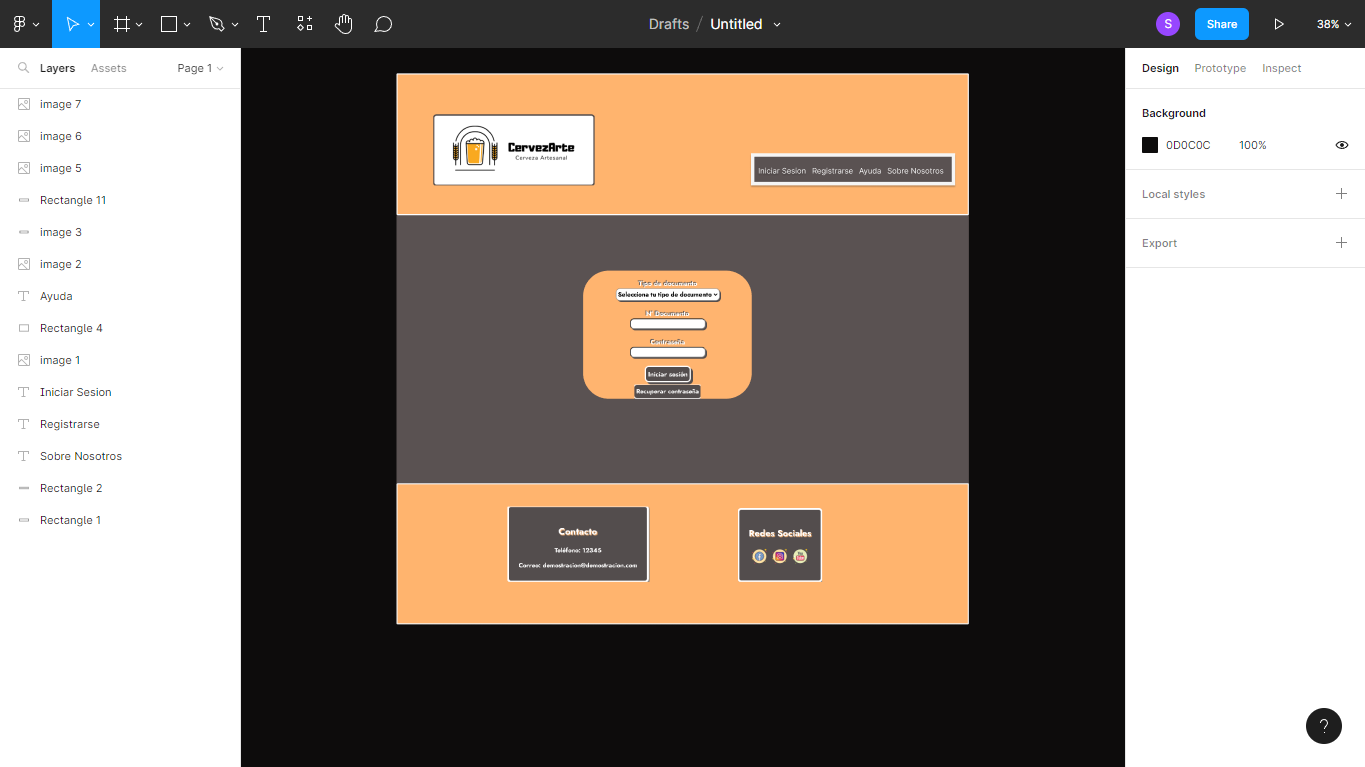 Drafts / Untitled
S
Share
38%
Layers
Assets
Page 1
image 7
image 6
image 5
Rectangle 11
image 3
image 2
Ayuda
Rectangle 4
image 1
Iniciar Sesion
Registrarse
Sobre Nosotros
Rectangle 2
Rectangle 1
CervezArte
Cerveza Artesanal
Iniciar Sesion Registrarse Ayuda Sobre Nosotros
Tipo de documento
Selecciona tu tipo de documento
N° Documento
Contraseña
Iniciar sesión
Recuperar contraseña
Contacto
Teléfono: 12345
Correo: demostracion@demostracion.com
Redes Sociales
Design
Prototype
Inspect
Background
0D0C0C
100%
Local styles
Export
?